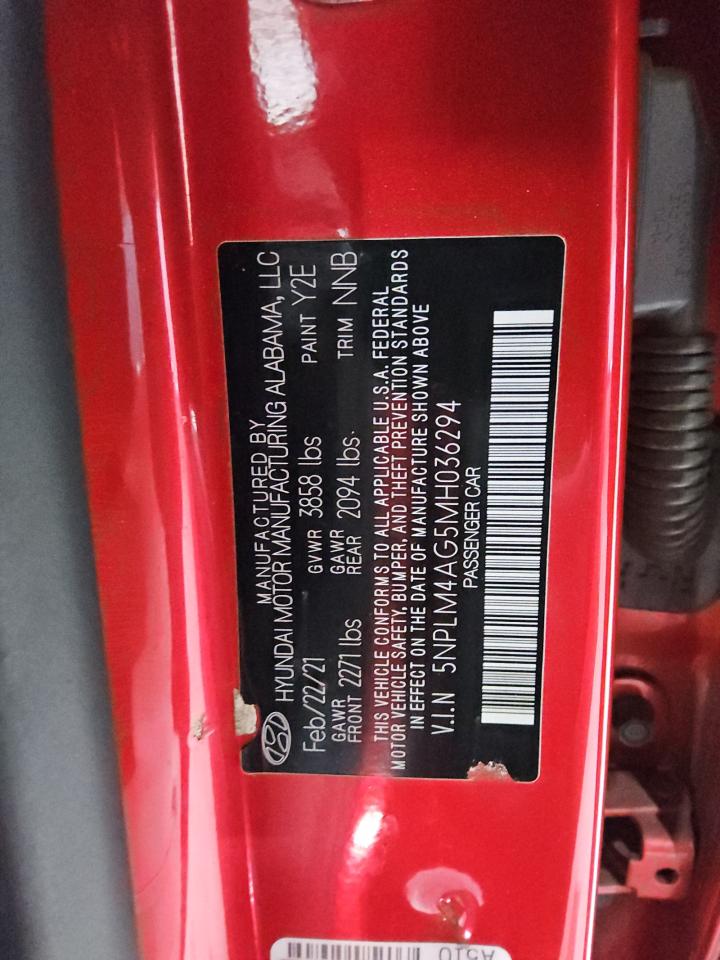 MANUFACTURED BY
HYUNDAI MOTOR MANUFACTURING ALABAMA, LLC
Feb/22/21 GVWR 3858 lbs PAINT Y2E
GAWR FRONT 2271 lbs GAWR REAR 2094 lbs. TRIM NNB
THIS VEHICLE CONFORMS TO ALL APPLICABLE U.S.A. FEDERAL
MOTOR VEHICLE SAFETY, BUMPER, AND THEFT PREVENTION STANDARDS
IN EFFECT ON THE DATE OF MANUFACTURE SHOWN ABOVE
V.I.N 5NPLM4AG5MH036294
PASSENGER CAR
A510